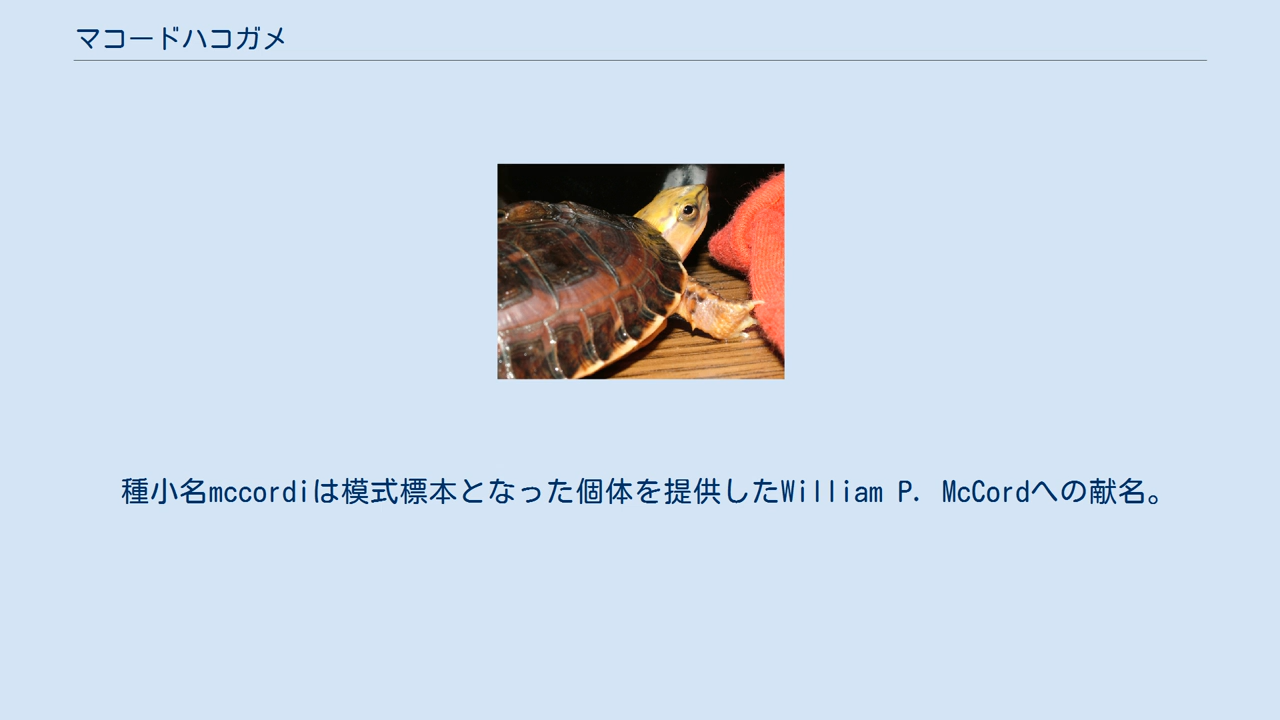 マコードハコガメ
種小名mccordiは模式標本となった個体を提供したWilliam P. McCordへの献名。